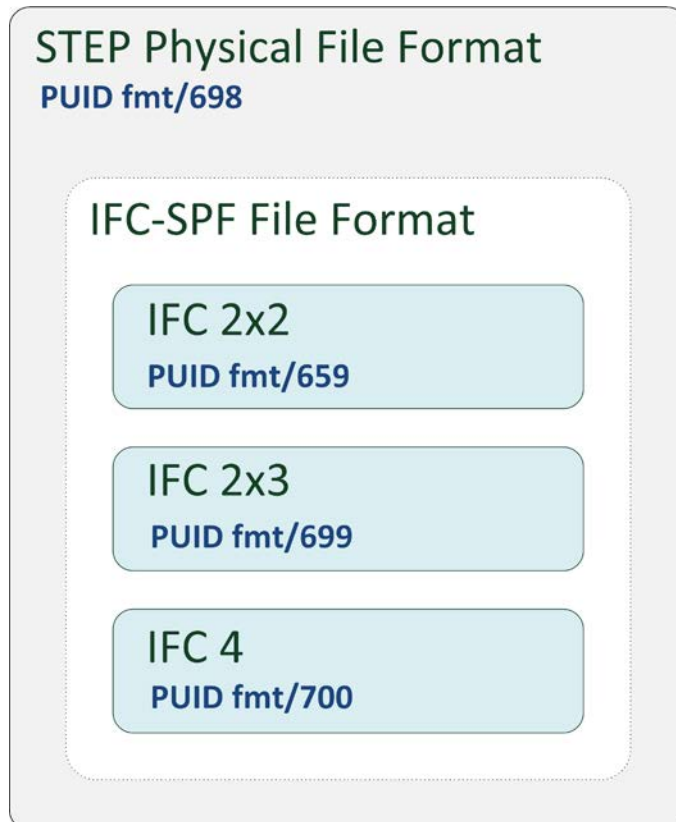 STEP Physical File Format
PUID fmt/698
IFC-SPF File Format
IFC 2x2
PUID fmt/659
IFC 2x3
PUID fmt/699
IFC 4
PUID fmt/700